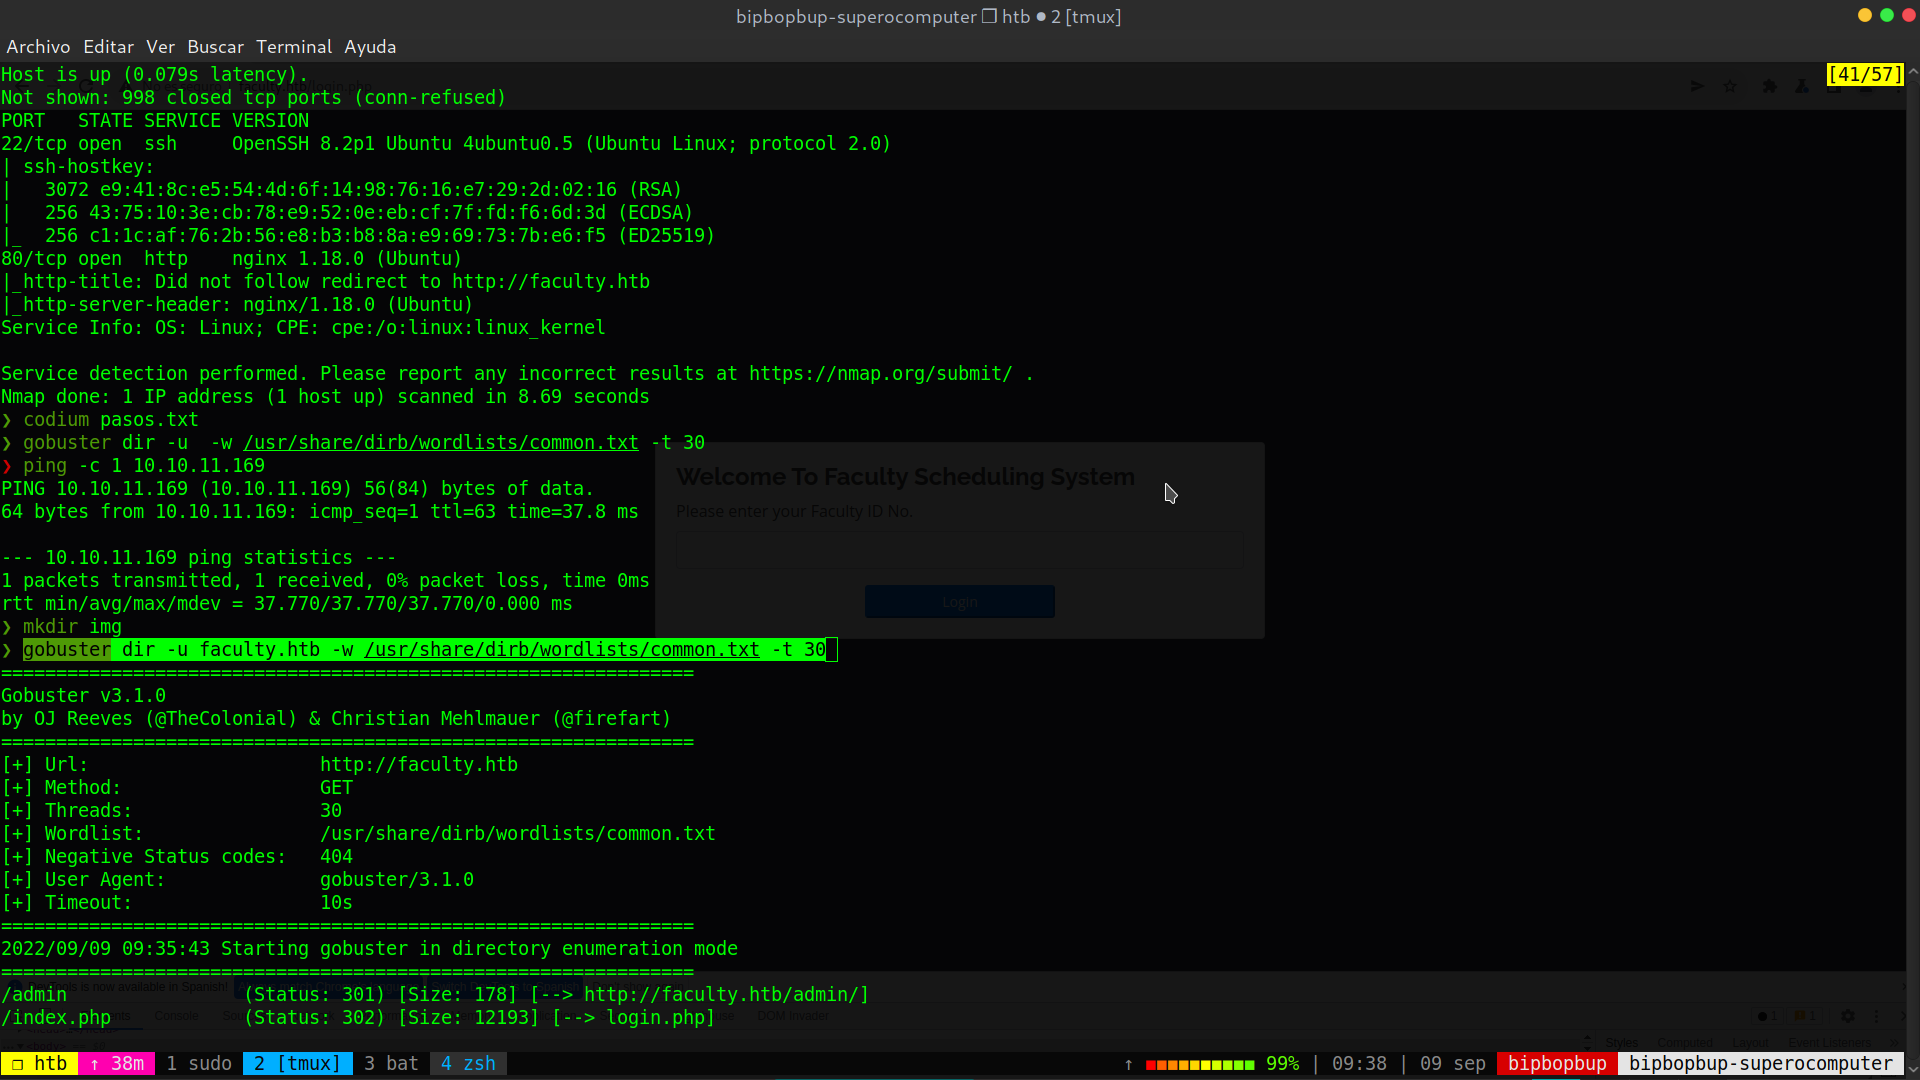 bipbopbup-superocomputer ❐ htb ● 2 [tmux]
Archivo Editar Ver Buscar Terminal Ayuda
Host is up (0.079s latency). [41/57]
Not shown: 998 closed tcp ports (conn-refused)
PORT   STATE SERVICE VERSION
22/tcp open  ssh     OpenSSH 8.2p1 Ubuntu 4ubuntu0.5 (Ubuntu Linux; protocol 2.0)
| ssh-hostkey:
|   3072 e9:41:8c:e5:54:4d:6f:14:98:76:16:e7:29:2d:02:16 (RSA)
|   256 43:75:10:3e:cb:78:e9:52:0e:eb:cf:7f:fd:f6:6d:3d (ECDSA)
|_  256 c1:1c:af:76:2b:56:e8:b3:b8:8a:e9:69:73:7b:e6:f5 (ED25519)
80/tcp open  http    nginx 1.18.0 (Ubuntu)
|_http-title: Did not follow redirect to http://faculty.htb
|_http-server-header: nginx/1.18.0 (Ubuntu)
Service Info: OS: Linux; CPE: cpe:/o:linux:linux_kernel
Service detection performed. Please report any incorrect results at https://nmap.org/submit/ .
Nmap done: 1 IP address (1 host up) scanned in 8.69 seconds
❯ codium pasos.txt
❯ gobuster dir -u  -w /usr/share/dirb/wordlists/common.txt -t 30
❯ ping -c 1 10.10.11.169
PING 10.10.11.169 (10.10.11.169) 56(84) bytes of data.
64 bytes from 10.10.11.169: icmp_seq=1 ttl=63 time=37.8 ms
--- 10.10.11.169 ping statistics ---
1 packets transmitted, 1 received, 0% packet loss, time 0ms
rtt min/avg/max/mdev = 37.770/37.770/37.770/0.000 ms
❯ mkdir img
❯ gobuster dir -u faculty.htb -w /usr/share/dirb/wordlists/common.txt -t 30
===============================================================
Gobuster v3.1.0
by OJ Reeves (@TheColonial) & Christian Mehlmauer (@firefart)
===============================================================
[+] Url:                     http://faculty.htb
[+] Method:                  GET
[+] Threads:                 30
[+] Wordlist:                /usr/share/dirb/wordlists/common.txt
[+] Negative Status codes:   404
[+] User Agent:              gobuster/3.1.0
[+] Timeout:                 10s
===============================================================
2022/09/09 09:35:43 Starting gobuster in directory enumeration mode
===============================================================
/admin                (Status: 301) [Size: 178] [--> http://faculty.htb/admin/]
/index.php            (Status: 302) [Size: 12193] [--> login.php]
Welcome To Faculty Scheduling System
Please enter your Faculty ID No.
Login
is now available in Spanish!
Console
DOM Invader
Styles Computed Layout Event Listeners
❐ htb ↑ 38m 1 sudo 2 [tmux] 3 bat 4 zsh ↑ 99% | 09:38 | 09 sep bipbopbup bipbopbup-superocomputer